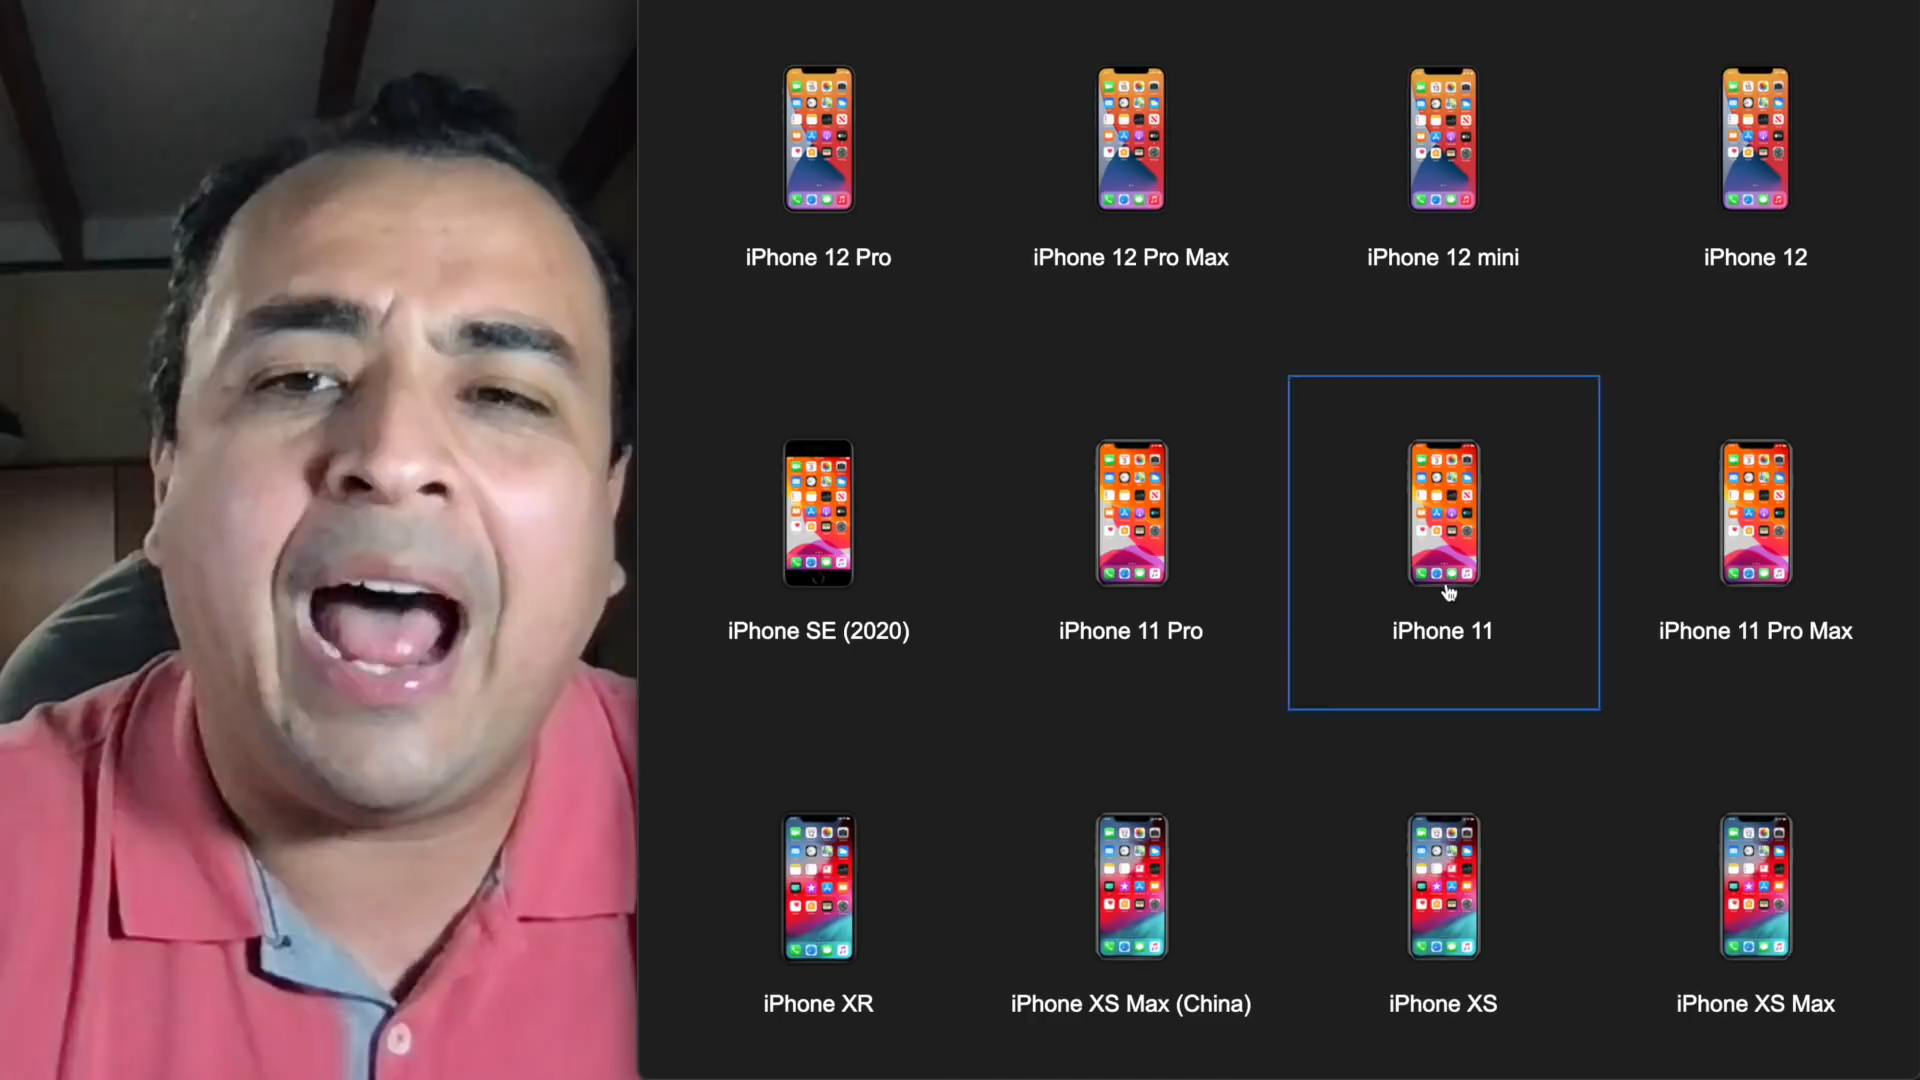 iPhone 12 Pro
iPhone 12 Pro Max
iPhone 12 mini
iPhone 12
iPhone SE (2020)
iPhone 11 Pro
iPhone 11
iPhone 11 Pro Max
iPhone XR
iPhone XS Max (China)
iPhone XS
iPhone XS Max